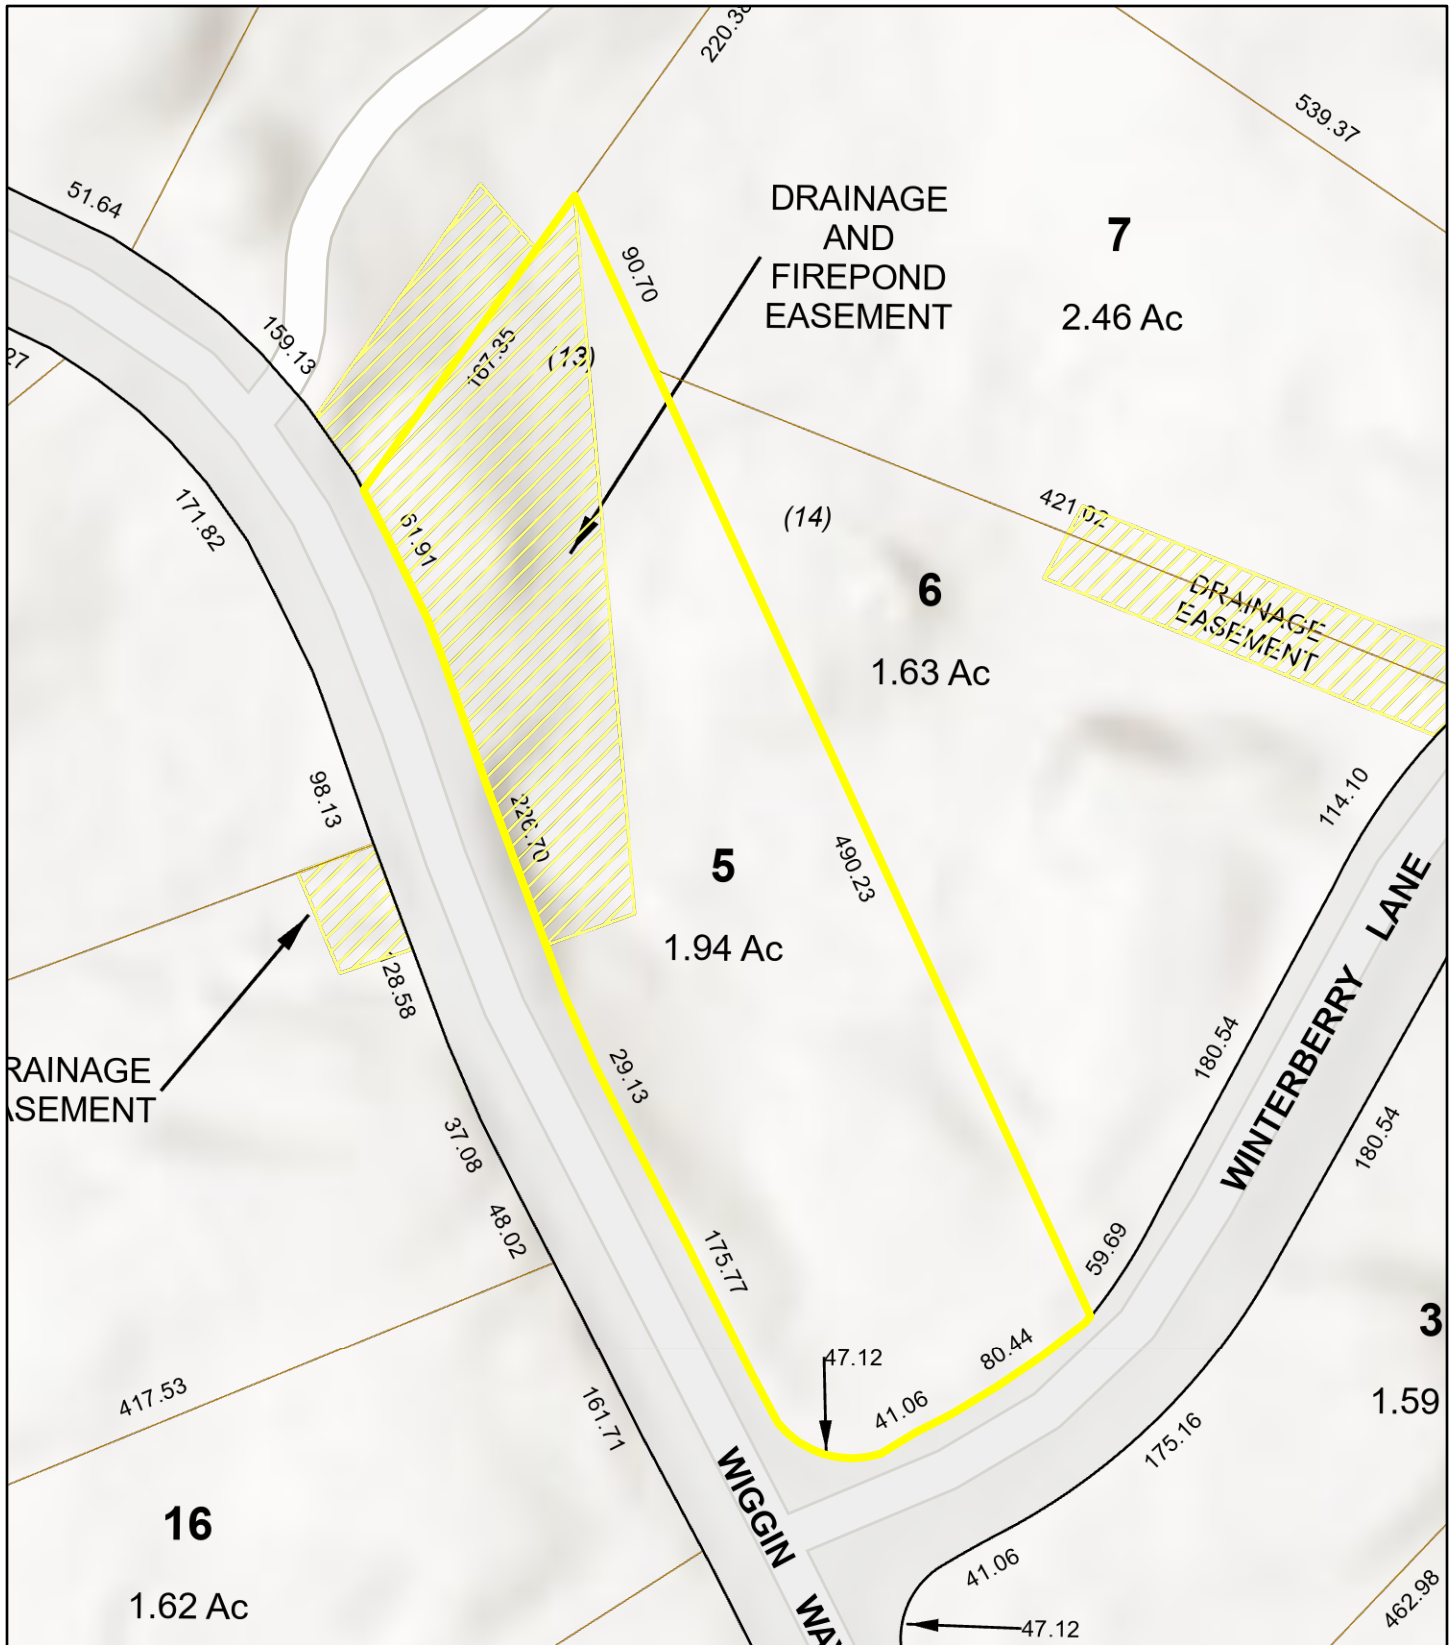 220.38
539.37
51.64
DRAINAGE
AND
FIREPOND
EASEMENT
7
2.46 Ac
90.70
159.13
27
167.35
(13)
421.02
(14)
171.82
61.91
6
1.63 Ac
DRAINAGE
EASEMENT
98.13
226.70
114.10
5
1.94 Ac
490.23
WINTERBERRY LANE
28.58
RAINAGE
ASEMENT
29.13
180.54
180.54
37.08
48.02
175.77
59.69
3
1.59
47.12
80.44
417.53
41.06
161.71
175.16
WIGGIN WAY
16
1.62 Ac
41.06
47.12
462.98